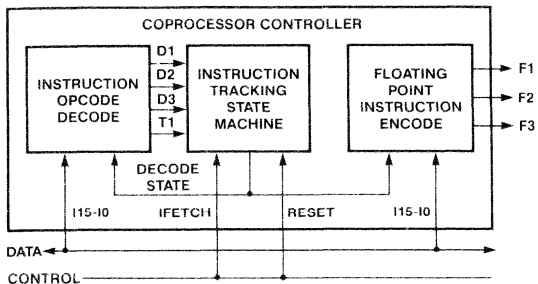 COPROCESSOR CONTROLLER
INSTRUCTION
OPCODE
DECODE
D1
D2
D3
T1
INSTRUCTION
TRACKING
STATE
MACHINE
FLOATING
POINT
INSTRUCTION
ENCODE
F1
F2
F3
DECODE
STATE
I15-I0
IFETCH
RESET
I15-I0
DATA
CONTROL